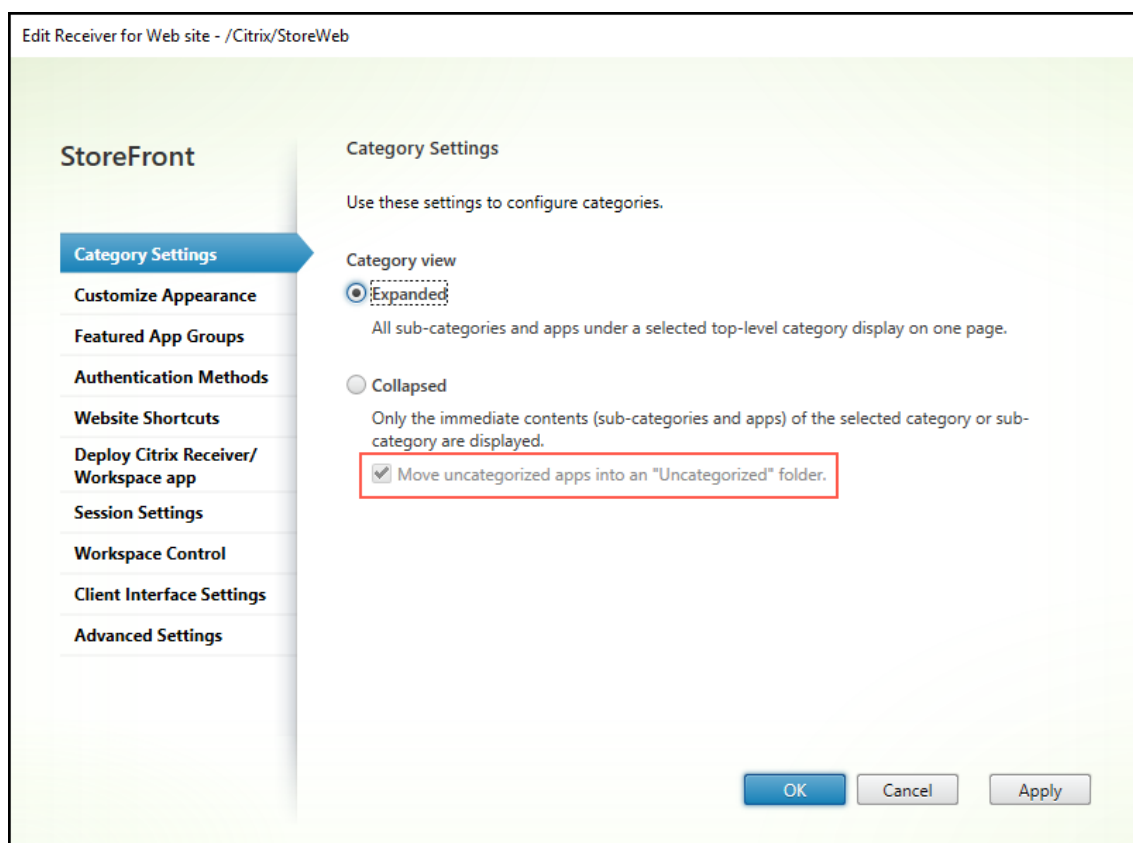 Edit Receiver for Web site - /Citrix/StoreWeb
StoreFront
Category Settings
Customize Appearance
Featured App Groups
Authentication Methods
Website Shortcuts
Deploy Citrix Receiver/
Workspace app
Session Settings
Workspace Control
Client Interface Settings
Advanced Settings
Category Settings
Use these settings to configure categories.
Category view
Expanded
All sub-categories and apps under a selected top-level category display on one page.
Collapsed
Only the immediate contents (sub-categories and apps) of the selected category or sub-
category are displayed.
Move uncategorized apps into an "Uncategorized" folder.
OK
Cancel
Apply